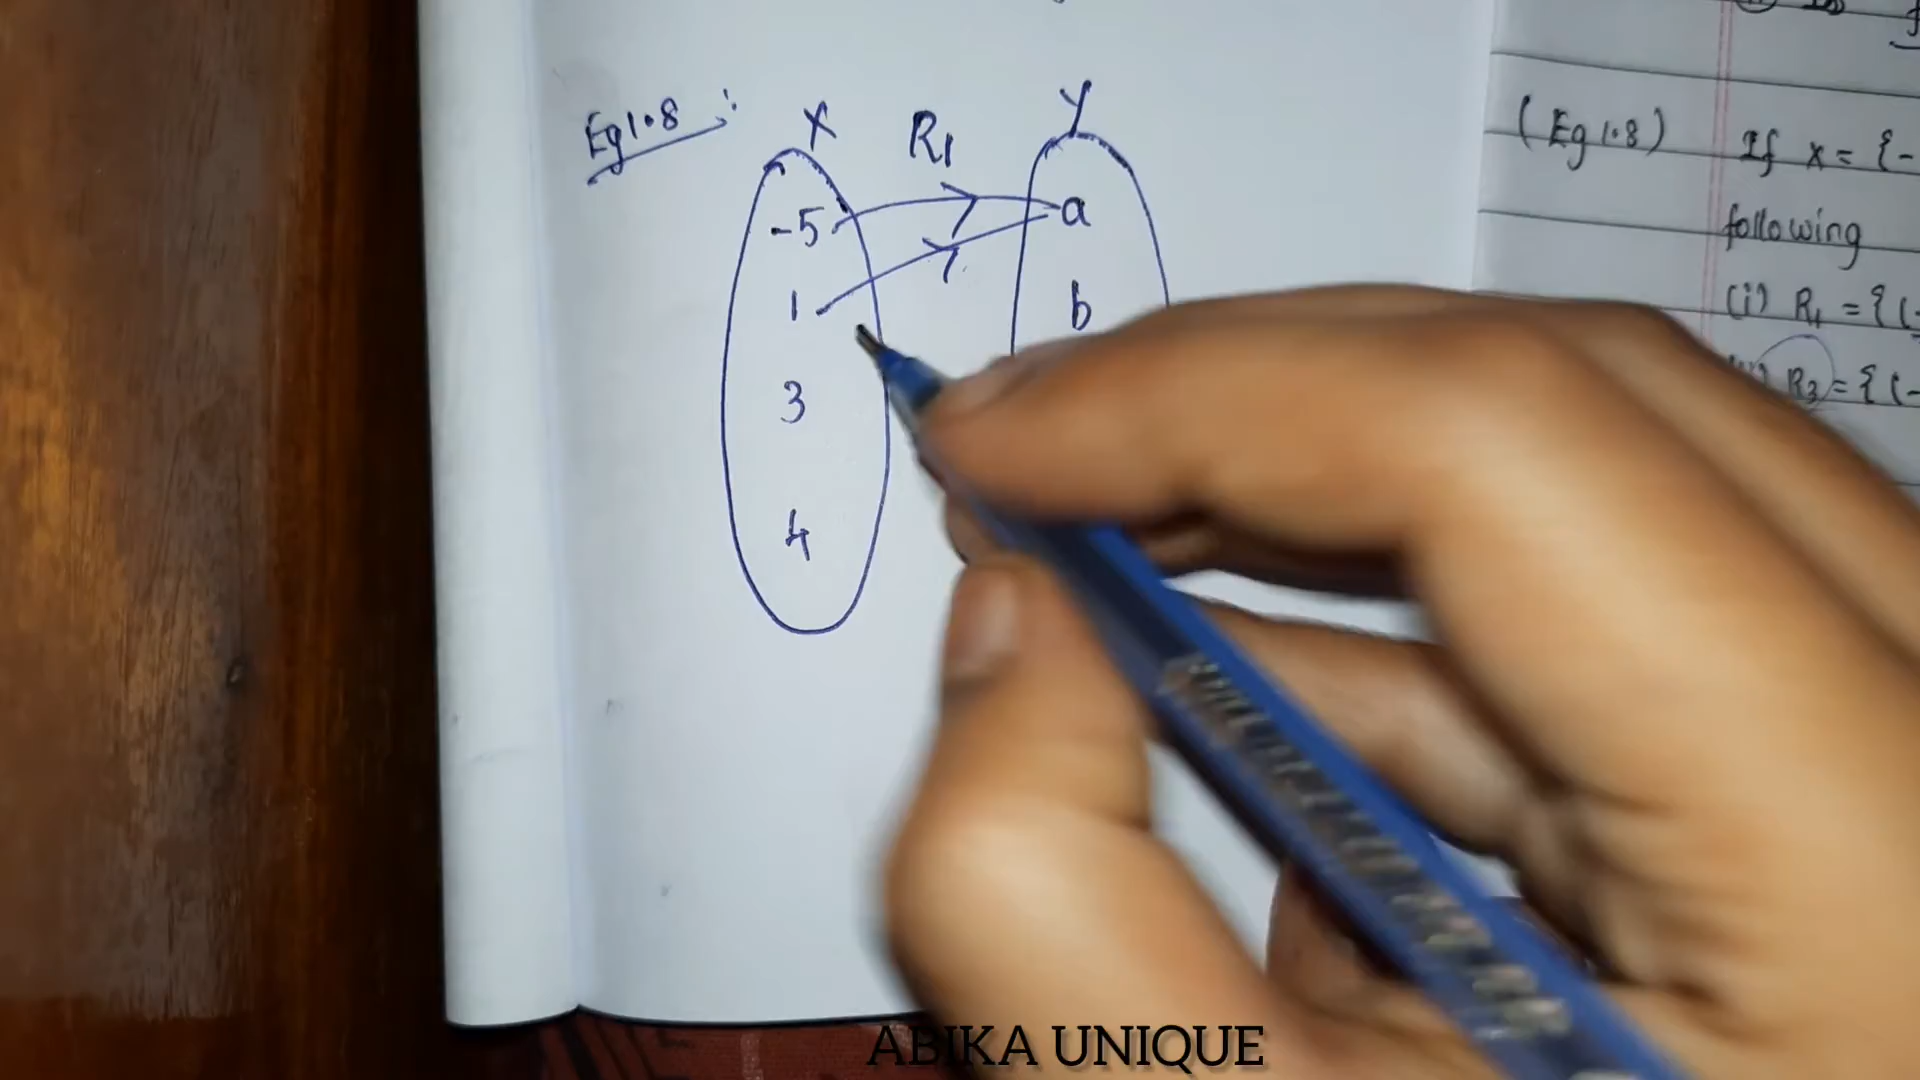 Eg 1.8 :
X R₁ Y
-5 a
1 b
3
4
(Eg 1.8) If x = {-
following
(i) R₁ = {(-
R₃ = {(-
ABIKA UNIQUE